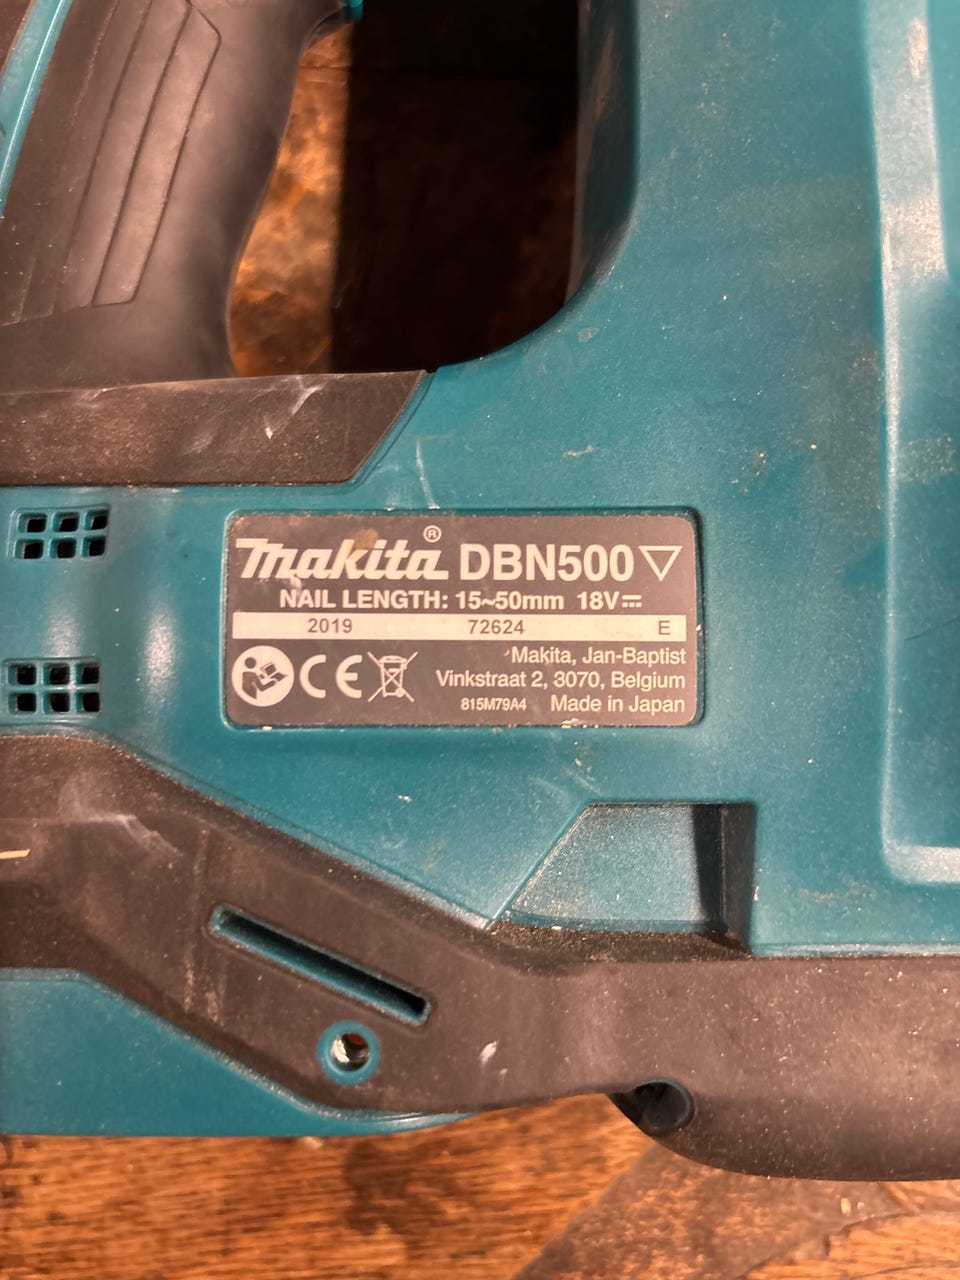 makita® DBN500
NAIL LENGTH: 15~50mm 18V
2019 72624 E
CE
Makita, Jan-Baptist
Vinkstraat 2, 3070, Belgium
815M79A4 Made in Japan